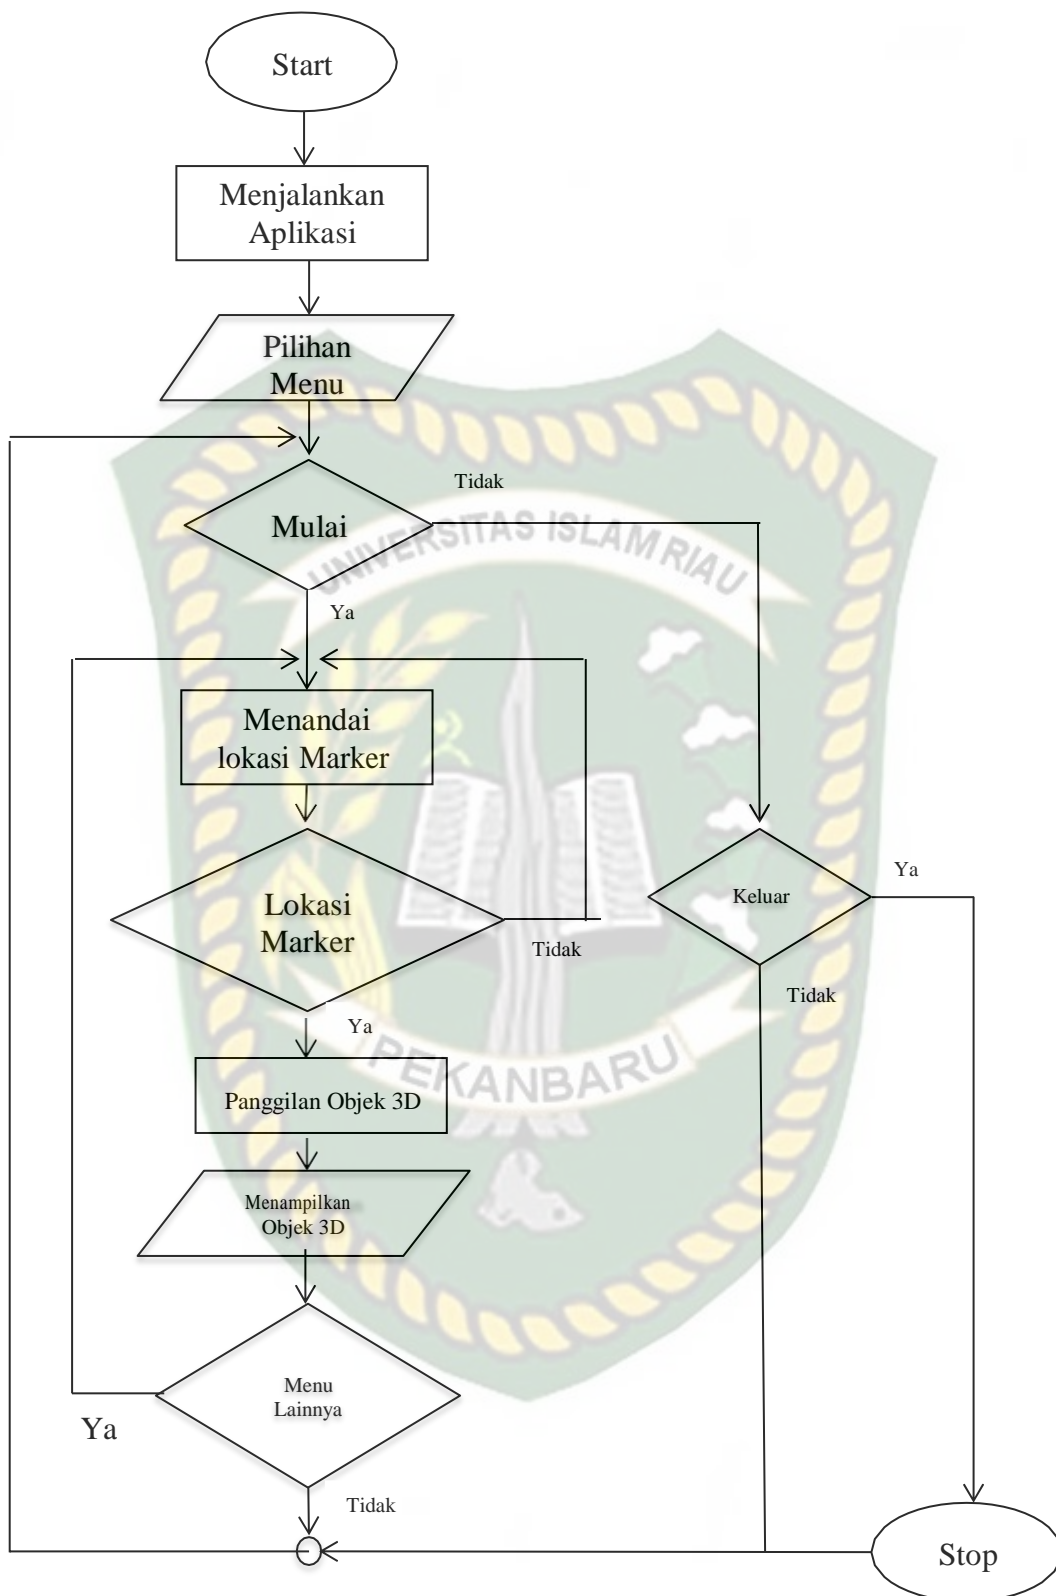 Start
Menjalankan
Aplikasi
Pilihan
Menu
Tidak
Mulai
UNIVERSITAS ISLAM RIAU
Ya
Menandai
lokasi Marker
Lokasi
Marker
Tidak
Keluar
Ya
Tidak
Ya
PEKANBARU
Panggilan Objek 3D
Menampilkan
Objek 3D
Menu
Lainnya
Ya
Tidak
Stop